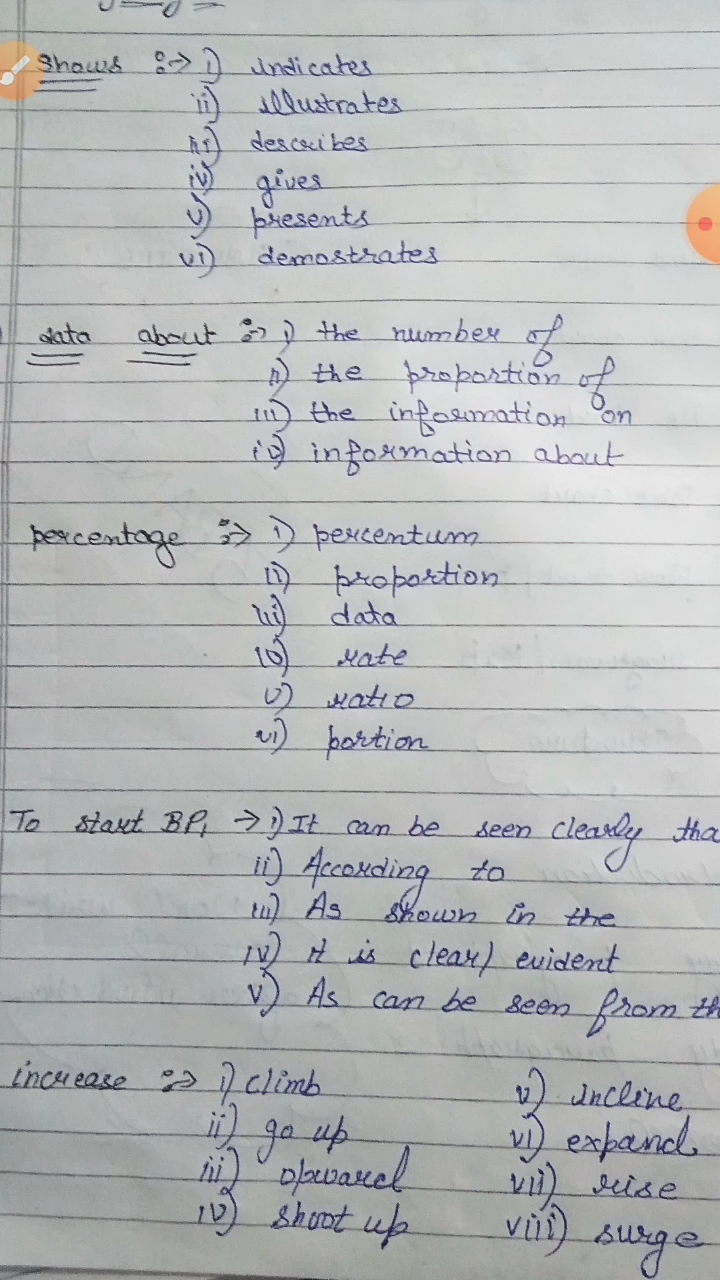 shows :-> i) indicates
ii) illustrates
iii) describes
iv) gives
v) presents
vi) demostrates
data about :-> i) the number of
ii) the proportion of
iii) the information on
iv) information about
percentage :-> i) percentum
ii) proportion
iii) data
iv) rate
v) ratio
vi) portion
To start BP1 -> i) It can be seen clearly tha
ii) According to
iii) As shown in the
iv) It is clear/ evident
v) As can be seen from th
increase :-> i) climb v) incline
ii) go up vi) expand
iii) upward vii) rise
iv) shoot up viii) surge